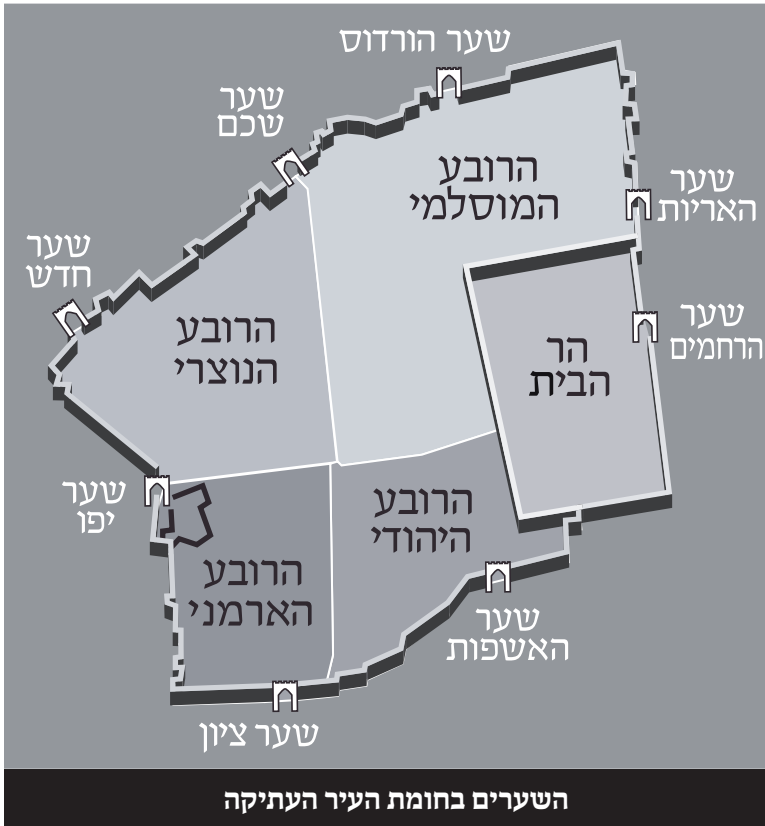 שער הורדוס
שער
שכם
הרובע
המוסלמי
שער
האריות
שער
חדש
הרובע
הנוצרי
שער
הרחמים
הר
הבית
שער
יפו
הרובע
היהודי
הרובע
הארמני
שער
האשפות
שער ציון
השערים בחומת העיר העתיקה